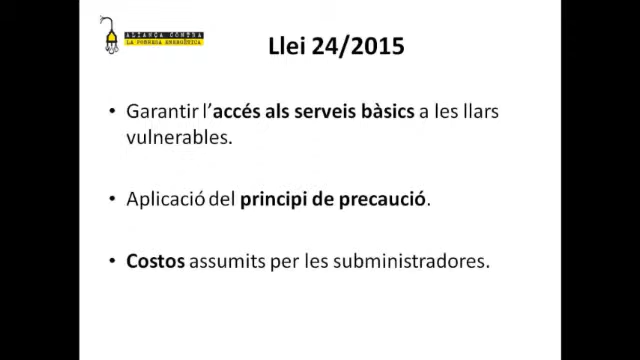 ALIANÇA CONTRA
LA POBRESA ENERGÈTICA
Llei 24/2015
• Garantir l'accés als serveis bàsics a les llars
vulnerables.
• Aplicació del principi de precaució.
• Costos assumits per les subministradores.